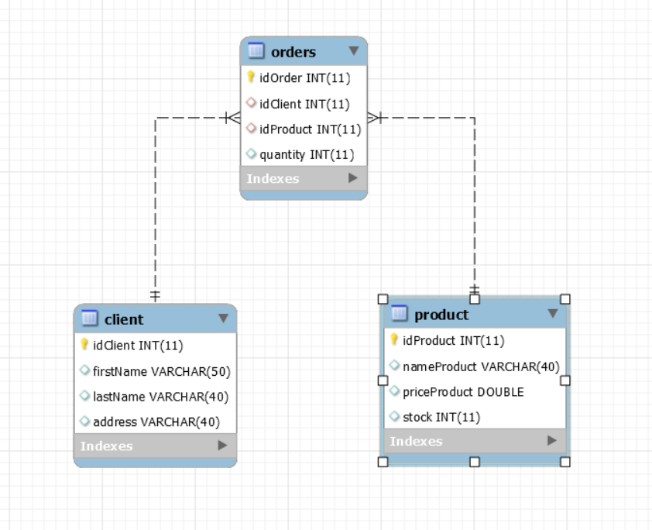 orders
idOrder INT(11)
idClient INT(11)
idProduct INT(11)
quantity INT(11)
Indexes
client
idClient INT(11)
firstName VARCHAR(50)
lastName VARCHAR(40)
address VARCHAR(40)
Indexes
product
idProduct INT(11)
nameProduct VARCHAR(40)
priceProduct DOUBLE
stock INT(11)
Indexes